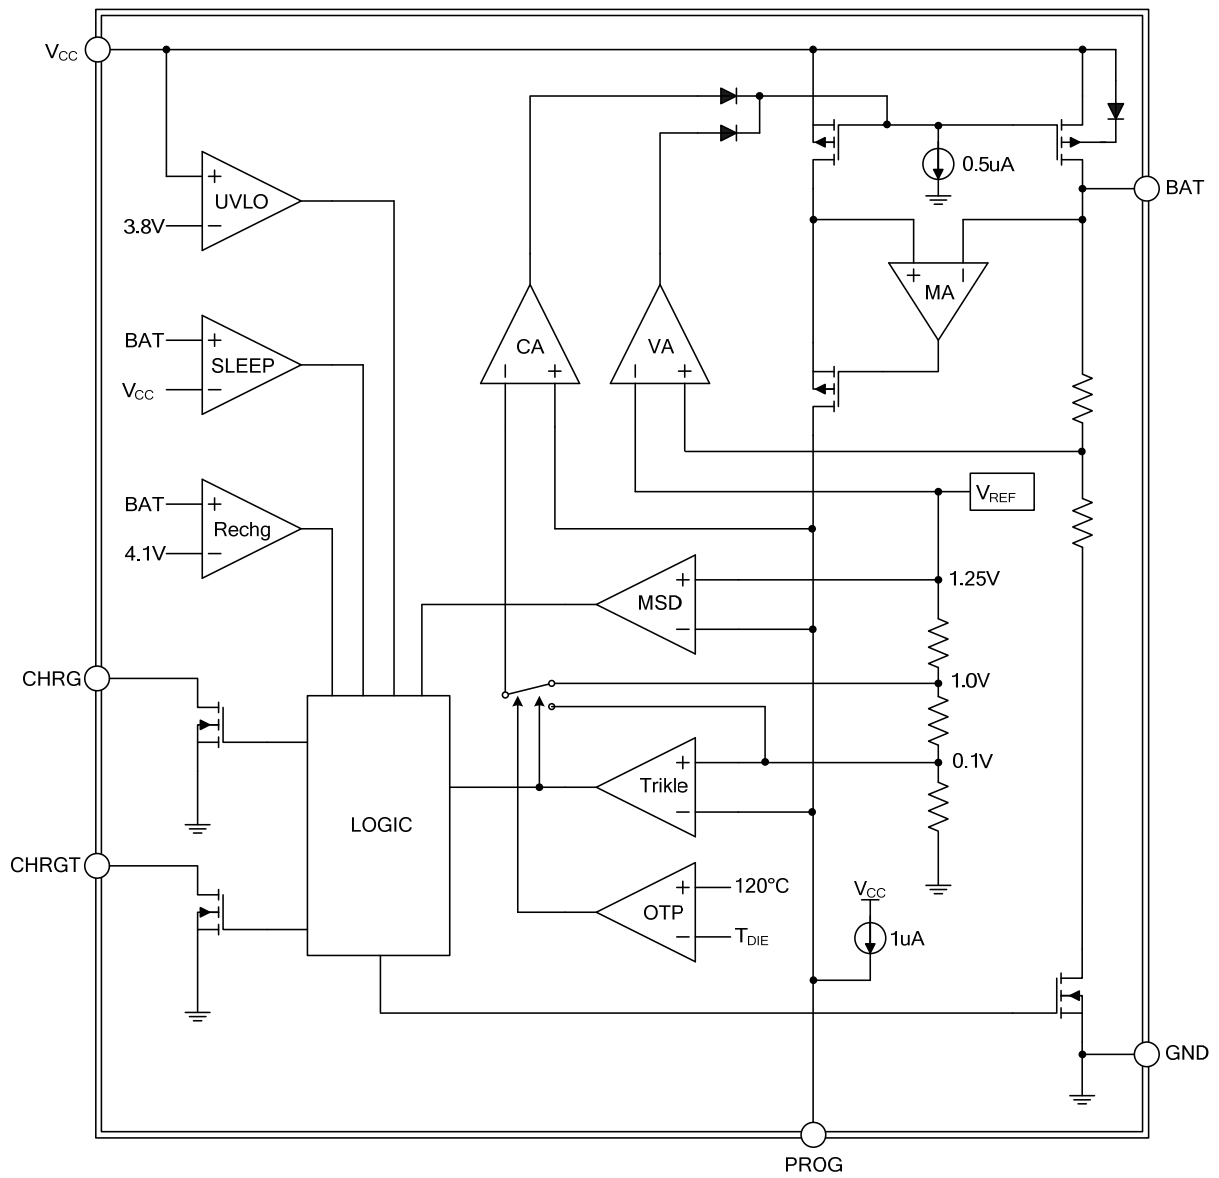 VCC
0.5uA
BAT
+
UVLO
3.8V
−
+
−
MA
BAT
+
SLEEP
VCC
−
CA
−
+
VA
−
+
VREF
BAT
+
Rechg
4.1V
−
+
1.25V
MSD
−
CHRG
1.0V
+
0.1V
Trikle
−
LOGIC
CHRGT
+
120°C
OTP
−
TDIE
VCC
1uA
GND
PROG